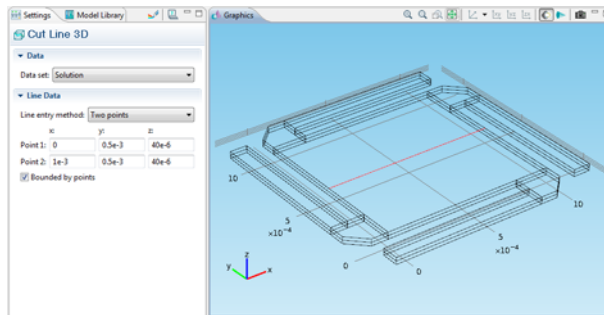 Settings Model Library
Cut Line 3D
Data
Data set: Solution
Line Data
Line entry method: Two points
x: y: z:
Point 1: 0 0.5e-3 40e-6
Point 2: 1e-3 0.5e-3 40e-6
Bounded by points
Graphics
10
10
5
5
×10⁻⁴
×10⁻⁴
0
0
z
y
x